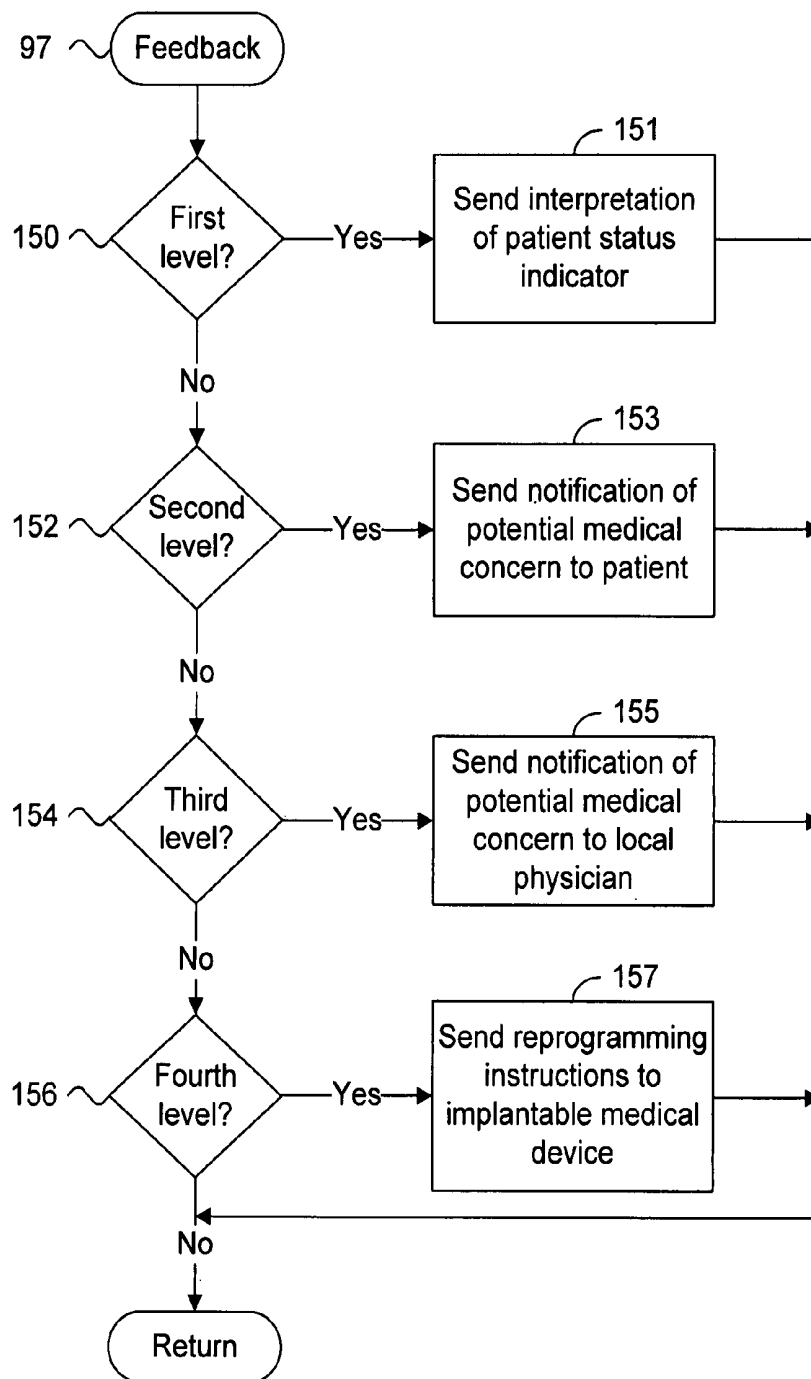 97
Feedback
151
150
First
level?
Yes
Send interpretation
of patient status
indicator
No
153
152
Second
level?
Yes
Send notification of
potential medical
concern to patient
No
155
154
Third
level?
Yes
Send notification of
potential medical
concern to local
physician
No
157
156
Fourth
level?
Yes
Send reprogramming
instructions to
implantable medical
device
No
Return